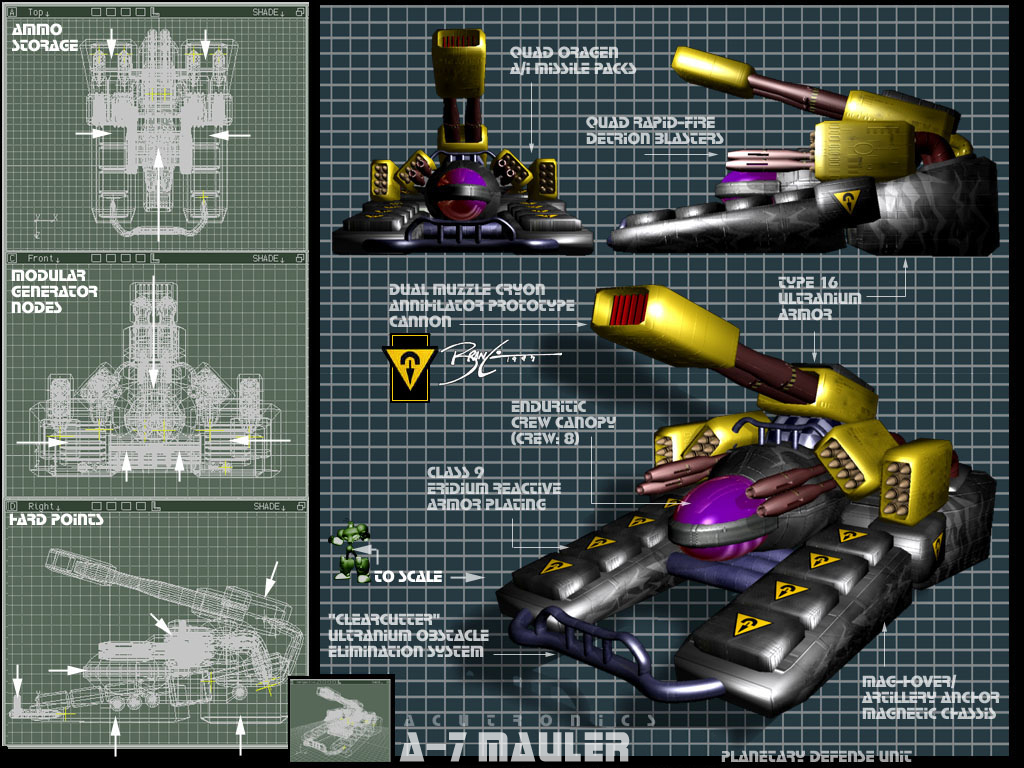 Top
SHADE
AMMO
STORAGE
Front
SHADE
MODULAR
GENERATOR
NODES
Right
SHADE
HARD POINTS
QUAD ORAGEN
A/I MISSILE PACKS
QUAD RAPID-FIRE
DETRION BLASTERS
DUAL MUZZLE CRYON
ANNIHILATOR PROTOTYPE
CANNON
TYPE 16
ULTRANIUM
ARMOR
1997
ENDURITIC
CREW CANOPY
(CREW: 8)
CLASS 9
ERIDIUM REACTIVE
ARMOR PLATING
TO SCALE
"CLEARCUTTER"
ULTRANIUM OBSTACLE
ELIMINATION SYSTEM
MAG-HOVER/
ARTILLERY ANCHOR
MAGNETIC CHASSIS
ACUTRONICS
A-7 MAULER
PLANETARY DEFENSE UNIT